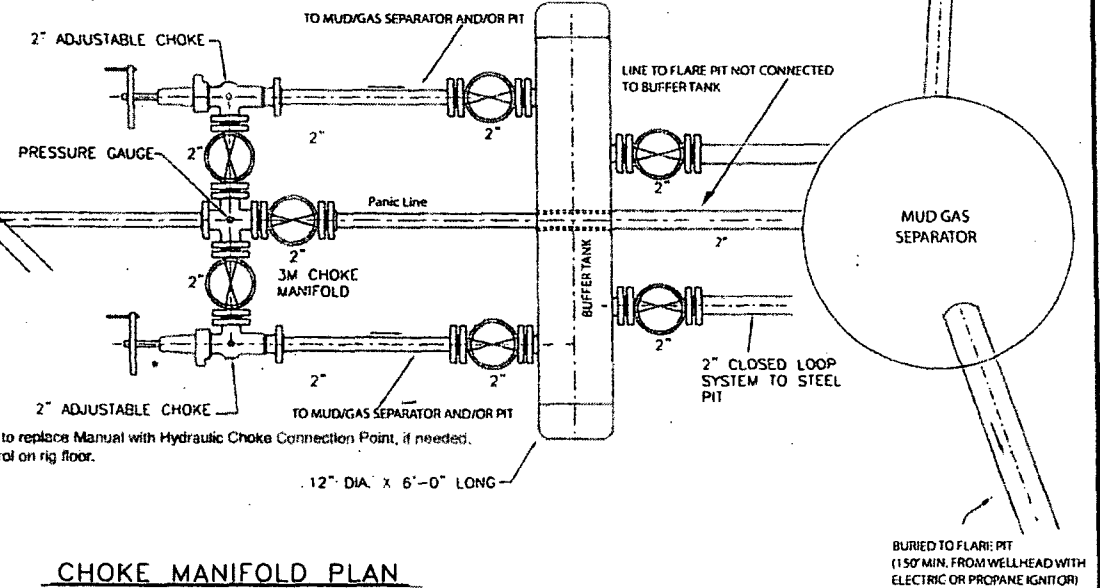 TO MUD/GAS SEPARATOR AND/OR PIT
2" ADJUSTABLE CHOKE
LINE TO FLARE PIT NOT CONNECTED
TO BUFFER TANK
2"
2"
2"
PRESSURE GAUGE
2"
Panic Line
MUD GAS
SEPARATOR
2"
2"
2"
3M CHOKE
MANIFOLD
BUFFER TANK
2"
2"
2"
2"
2" CLOSED LOOP
SYSTEM TO STEEL
PIT
2" ADJUSTABLE CHOKE
TO MUD/GAS SEPARATOR AND/OR PIT
to replace Manual with Hydraulic Choke Connection Point, if needed.
rol on rig floor.
12" DIA. X 6'-0" LONG
BURIED TO FLARE PIT
(150' MIN. FROM WELLHEAD WITH
ELECTRIC OR PROPANE IGNITOR)
CHOKE MANIFOLD PLAN